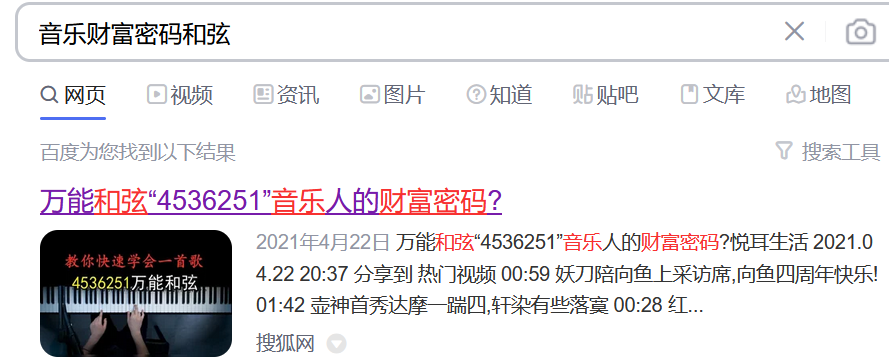 音乐财富密码和弦
网页 视频 资讯 图片 知道 贴吧 文库 地图
百度为您找到以下结果 搜索工具
万能和弦“4536251”音乐人的财富密码?
教你快速学会一首歌
4536251万能和弦
2021年4月22日 万能和弦“4536251”音乐人的财富密码?悦耳生活 2021.0
4.22 20:37 分享到 热门视频 00:59 妖刀陪向鱼上采访席,向鱼四周年快乐!
01:42 壶神首秀达摩一踹四,轩染有些落寞 00:28 红...
搜狐网